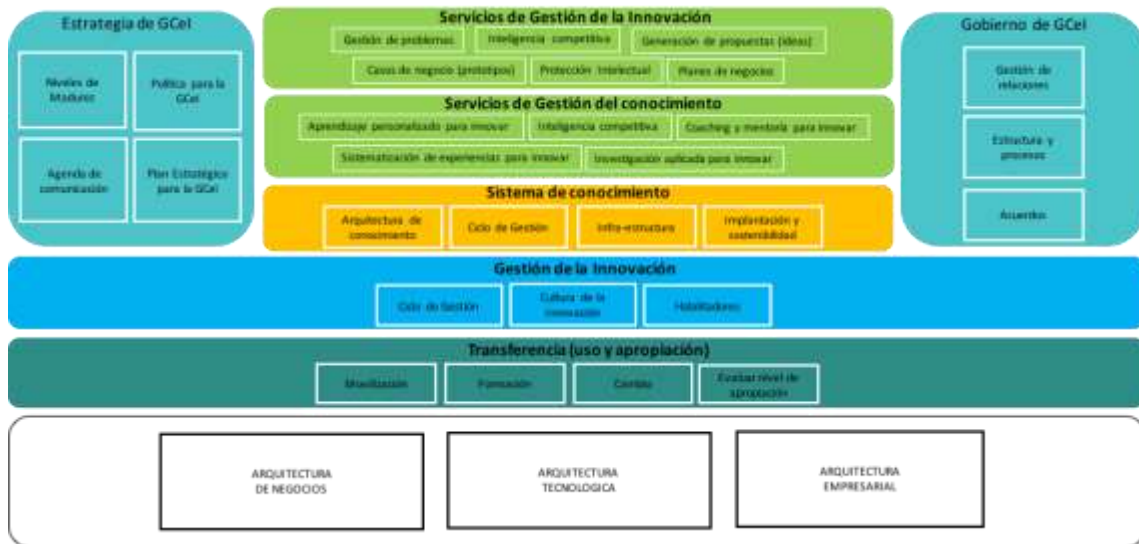 Estrategia de GCeI
Niveles de
Madurez
Política para la
GCeI
Agenda de
comunicación
Plan Estratégico
para la GCeI
Servicios de Gestión de la Innovación
Gestión de problemas
Inteligencia competitiva
Generación de propuestas (ideas)
Casos de negocio (prototipos)
Protección Intelectual
Planes de negocios
Servicios de Gestión del conocimiento
Aprendizaje personalizado para innovar
Inteligencia competitiva
Coaching y mentoría para innovar
Sistematización de experiencias para innovar
Investigación aplicada para innovar
Sistema de conocimiento
Arquitectura de
conocimiento
Ciclo de Gestión
Infra-estructura
Implantación y
sostenibilidad
Gobierno de GCeI
Gestión de
relaciones
Estructura y
procesos
Acuerdos
Gestión de la Innovación
Ciclo de Gestión
Cultura de la
innovación
Habilitadores
Transferencia (uso y apropiación)
Movilización
Formación
Cambio
Evaluar nivel de
apropiación
ARQUITECTURA
DE NEGOCIOS
ARQUITECTURA
TECNOLOGICA
ARQUITECTURA
EMPRESARIAL